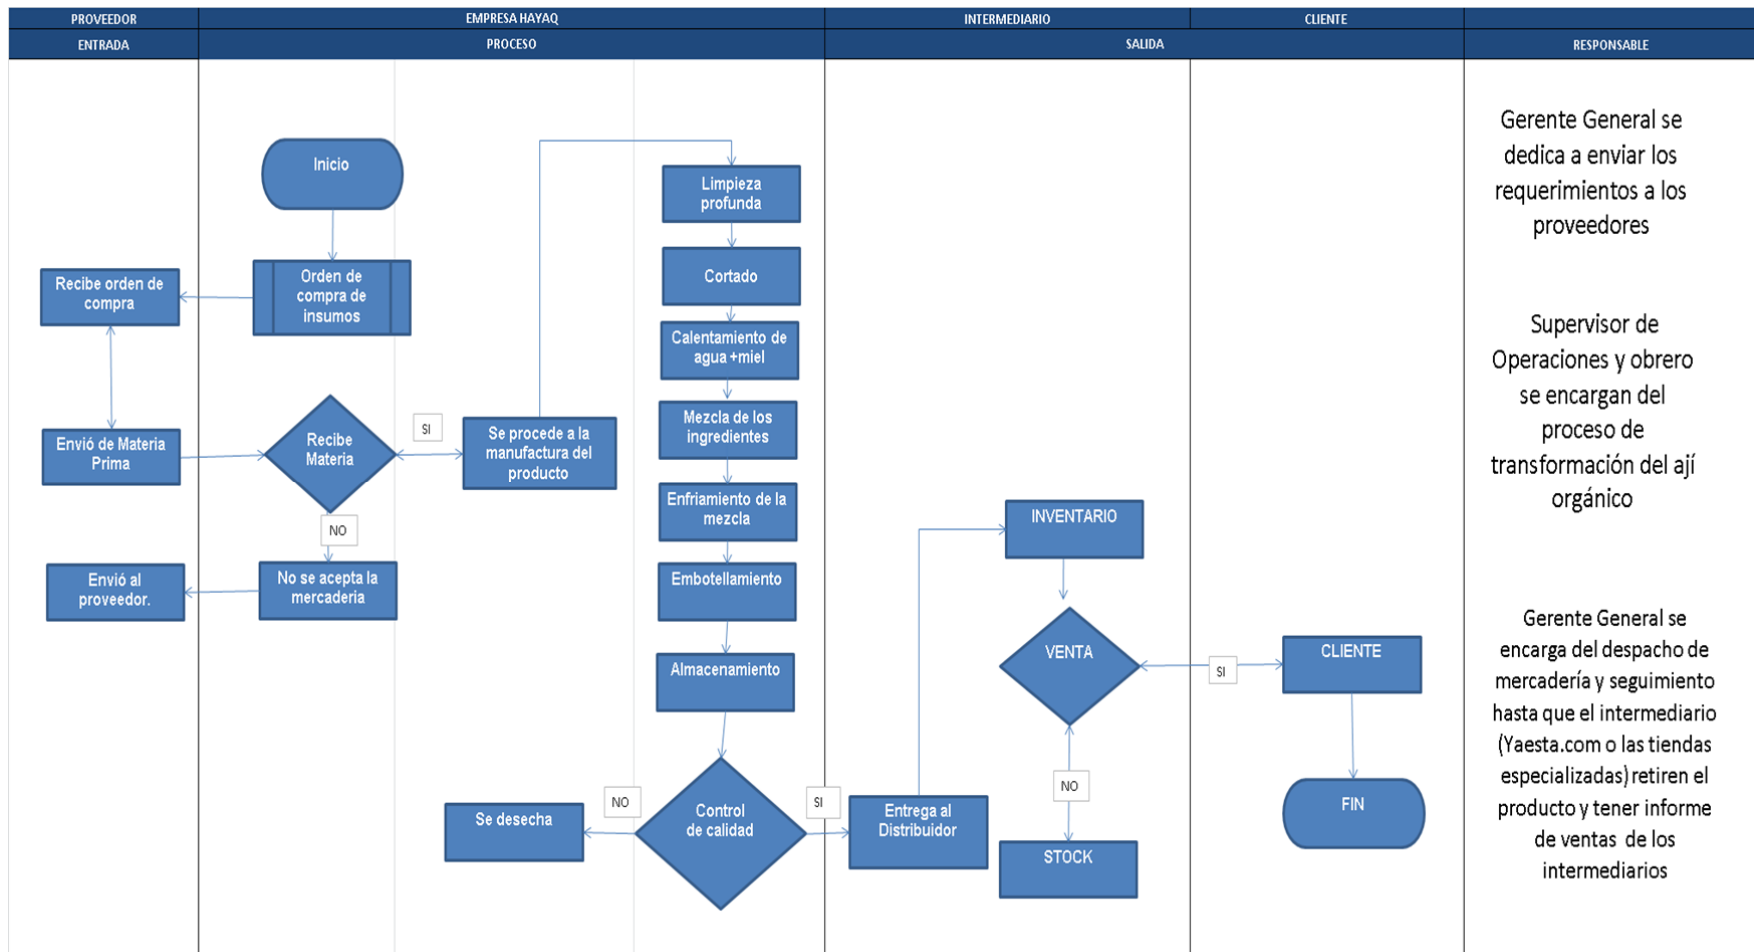 PROVEEDOR
EMPRESA HAYAQ
INTERMEDIARIO
CLIENTE
ENTRADA
PROCESO
SALIDA
RESPONSABLE
Inicio
Orden de
compra de
insumos
Recibe orden de
compra
Envió de Materia
Prima
Recibe
Materia
SI
NO
Se procede a la
manufactura del
producto
No se acepta la
mercaderia
Envió al
proveedor.
Limpieza
profunda
Cortado
Calentamiento de
agua +miel
Mezcla de los
ingredientes
Enfriamiento de la
mezcla
Embotellamiento
Almacenamiento
Control
de calidad
NO
SI
Se desecha
Entrega al
Distribuidor
INVENTARIO
VENTA
SI
NO
STOCK
CLIENTE
FIN
Gerente General se
dedica a enviar los
requerimientos a los
proveedores
Supervisor de
Operaciones y obrero
se encargan del
proceso de
transformación del ají
orgánico
Gerente General se
encarga del despacho de
mercadería y seguimiento
hasta que el intermediario
(Yaesta.com o las tiendas
especializadas) retiren el
producto y tener informe
de ventas de los
intermediarios